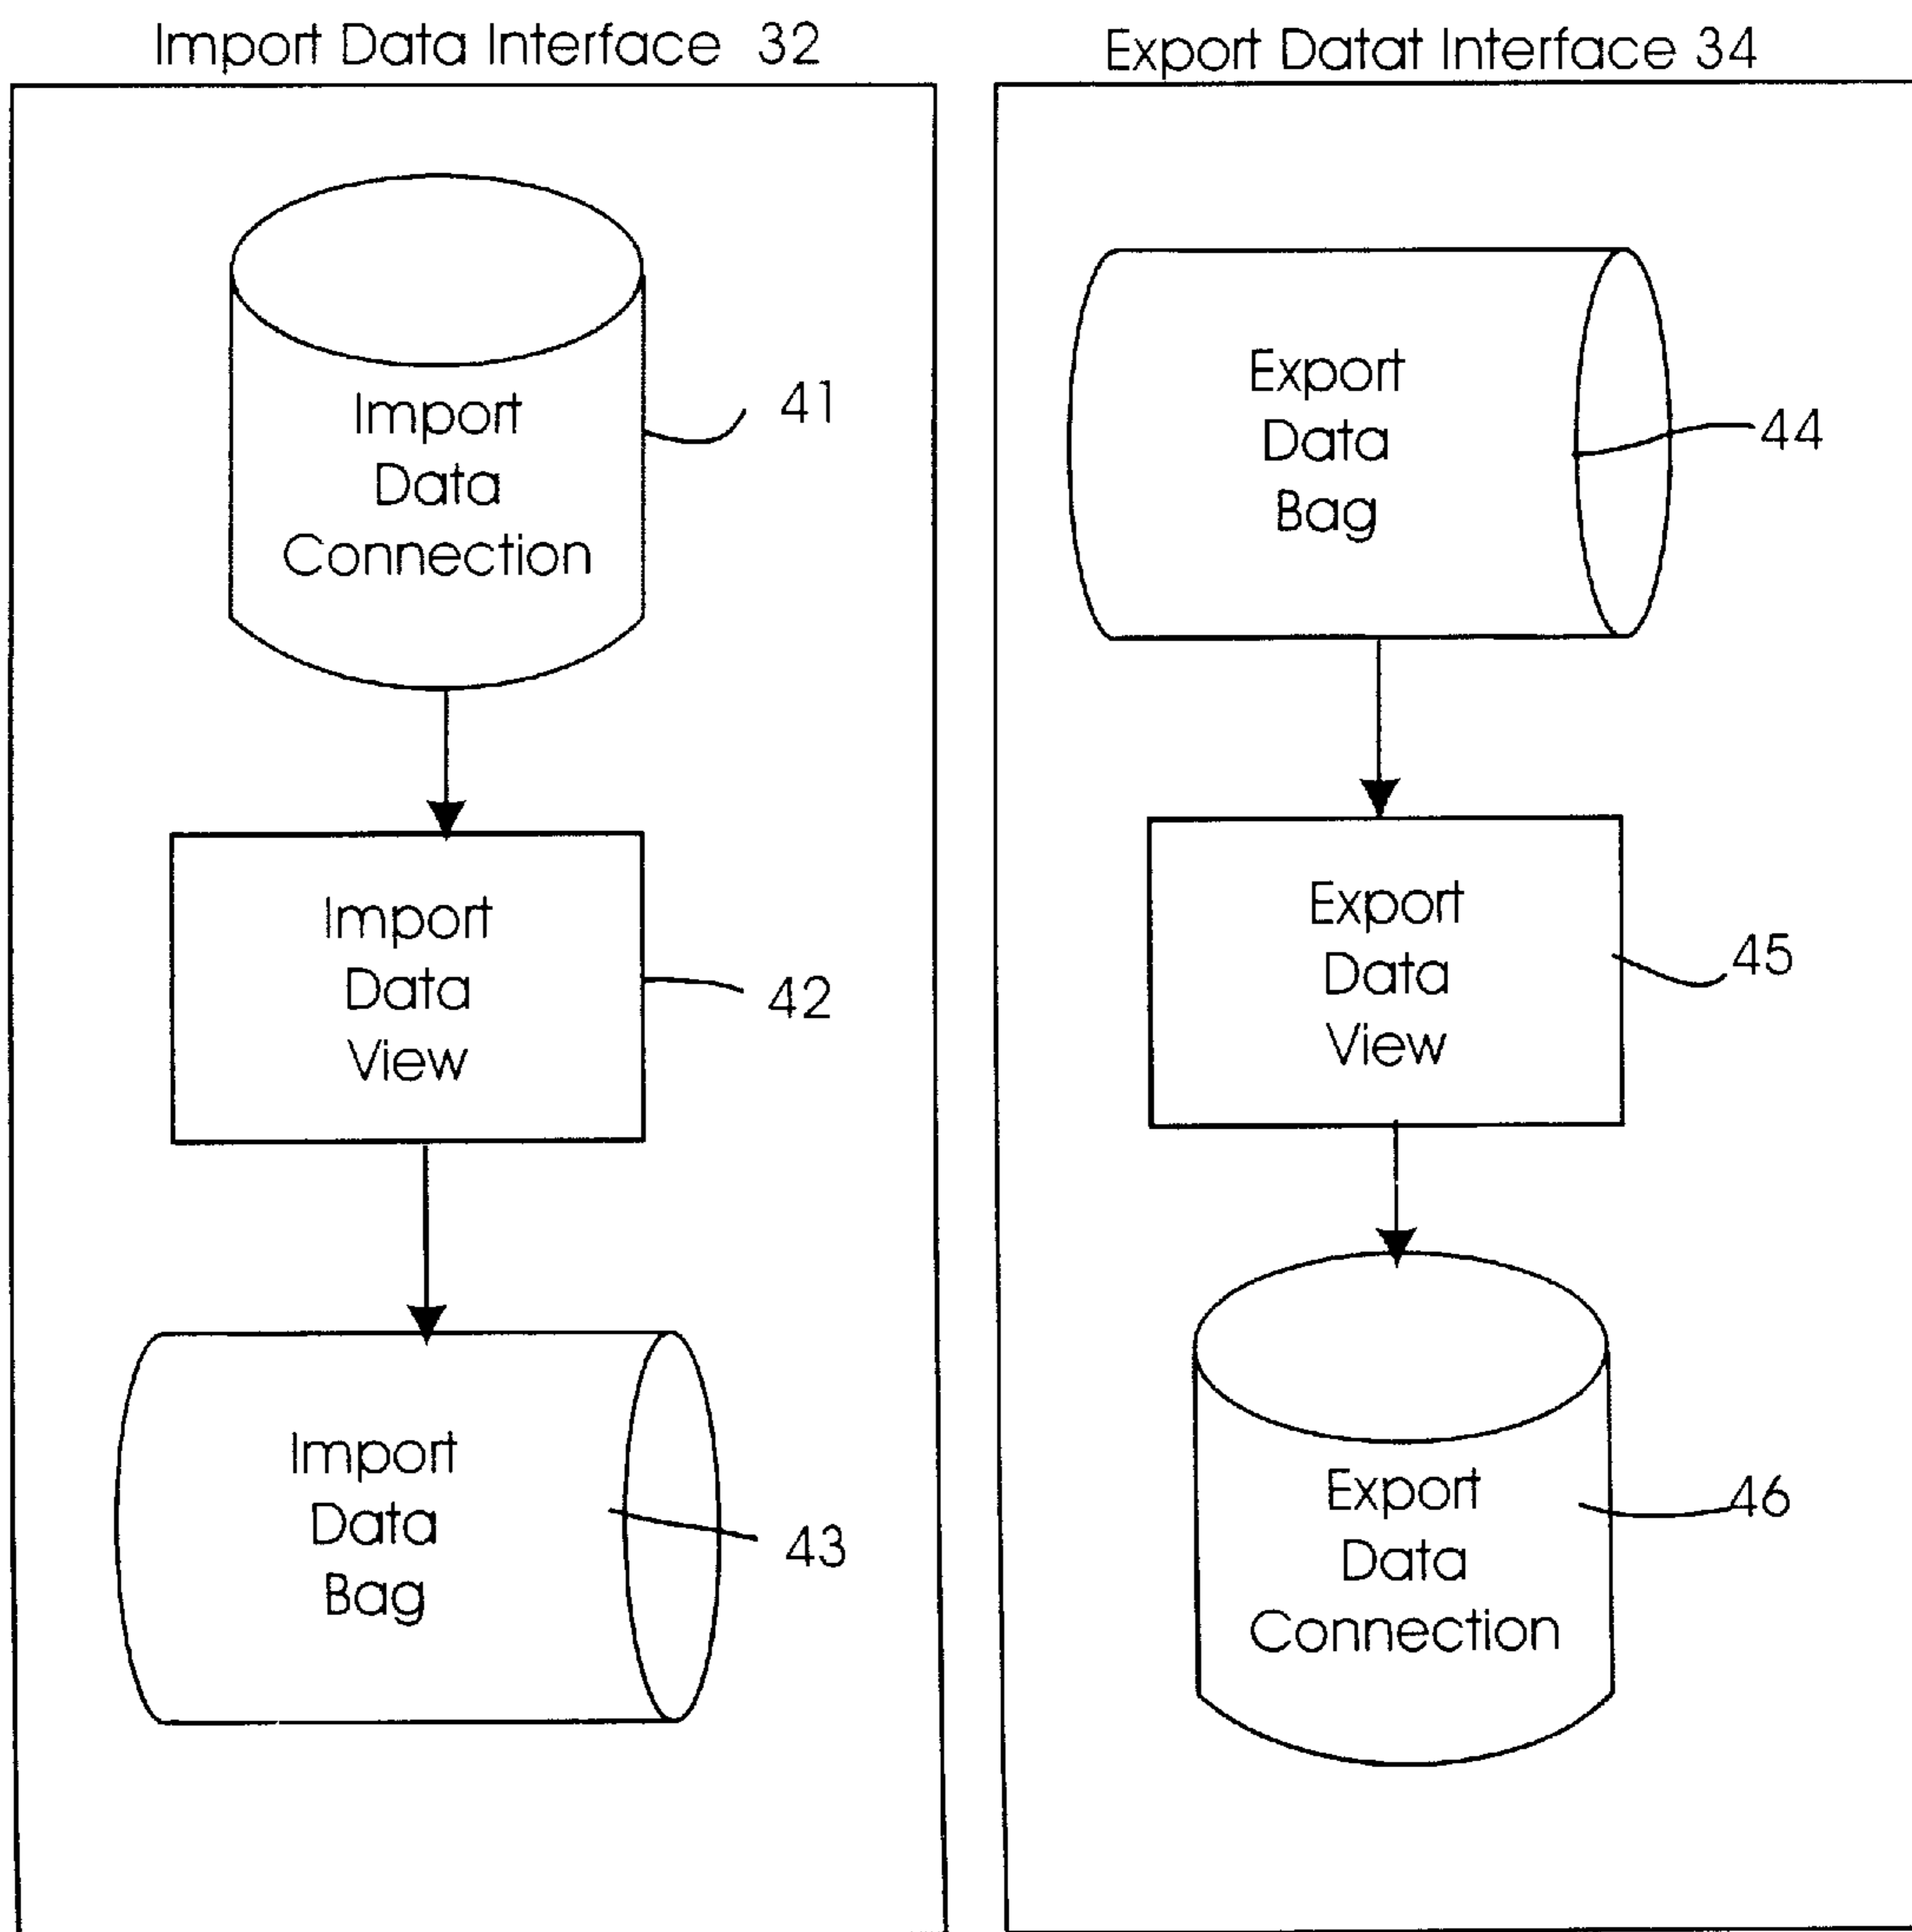 Import Data Interface 32
Import
Data
Connection
41
Import
Data
View
42
Import
Data
Bag
43
Export Datat Interface 34
Export
Data
Bag
44
Export
Data
View
45
Export
Data
Connection
46